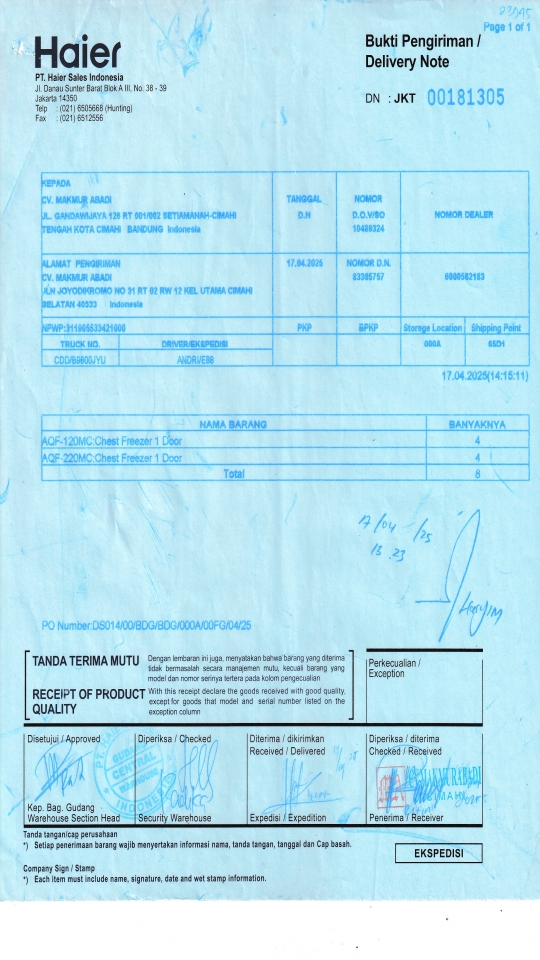 Page 1 of 1
Haier
PT. Haier Sales Indonesia
Jl. Danau Sunter Barat Blok A III, No. 38 - 39
Jakarta 14350
Telp : (021) 6505668 (Hunting)
Fax : (021) 6512556
Bukti Pengiriman /
Delivery Note
DN : JKT 00181305
KEPADA
CV. MAKMUR ABADI
JL. GANDAWIJAYA 126 RT 001/002 SETIAMANAH-CIMAHI
TENGAH KOTA CIMAHI BANDUNG Indonesia
TANGGAL
D.N
NOMOR
D.O.V/SO
10489324
NOMOR DEALER
ALAMAT PENGIRIMAN
CV. MAKMUR ABADI
JLN JOYODIKROMO NO 31 RT 02 RW 12 KEL UTAMA CIMAHI
SELATAN 40533 Indonesia
17.04.2025
NOMOR D.N.
83385757
NPWP:
PKP
BPKP
Storege Location
000A
Shipping Point
65D1
TRUCK NO.
DRIVER/EKSPEDISI
ANDRI/E88
17.04.2025(14:15:11)
NAMA BARANG BANYAKNYA
AQF-120MC:Chest Freezer 1 Door 4
AQF-220MC:Chest Freezer 1 Door 4
Total 8
17/04 -/25
13.23
PO Number:DS014/00/BDG/BDG/000A/00FG/04/25
TANDA TERIMA MUTU
Dengan lembaran ini juga, menyatakan bahwa barang yang diterima
tidak bermasalah secara manajemen mutu, kecuali barang yang
model dan nomor serinya tertera pada kolom pengecualian
RECEIPT OF PRODUCT
QUALITY
With this receipt declare the goods received with good quality,
except for goods that model and serial number listed on the
exception column
Perkecualian /
Exception
Disetujui / Approved
Kep. Bag. Gudang
Warehouse Section Head
Diperiksa / Checked
GUDANG
CENTRAL
INDONESIA
Security Warehouse
Diterima / dikirimkan
Received / Delivered
Expedisi / Expedition
Diperiksa / diterima
Checked / Received
Penerima / Receiver
Tanda tangan/cap perusahaan
*) Setiap penerimaan barang wajib menyertakan informasi nama, tanda tangan, tanggal dan Cap basah.
EKSPEDISI
Company Sign / Stamp
*) Each item must include name, signature, date and wet stamp information.